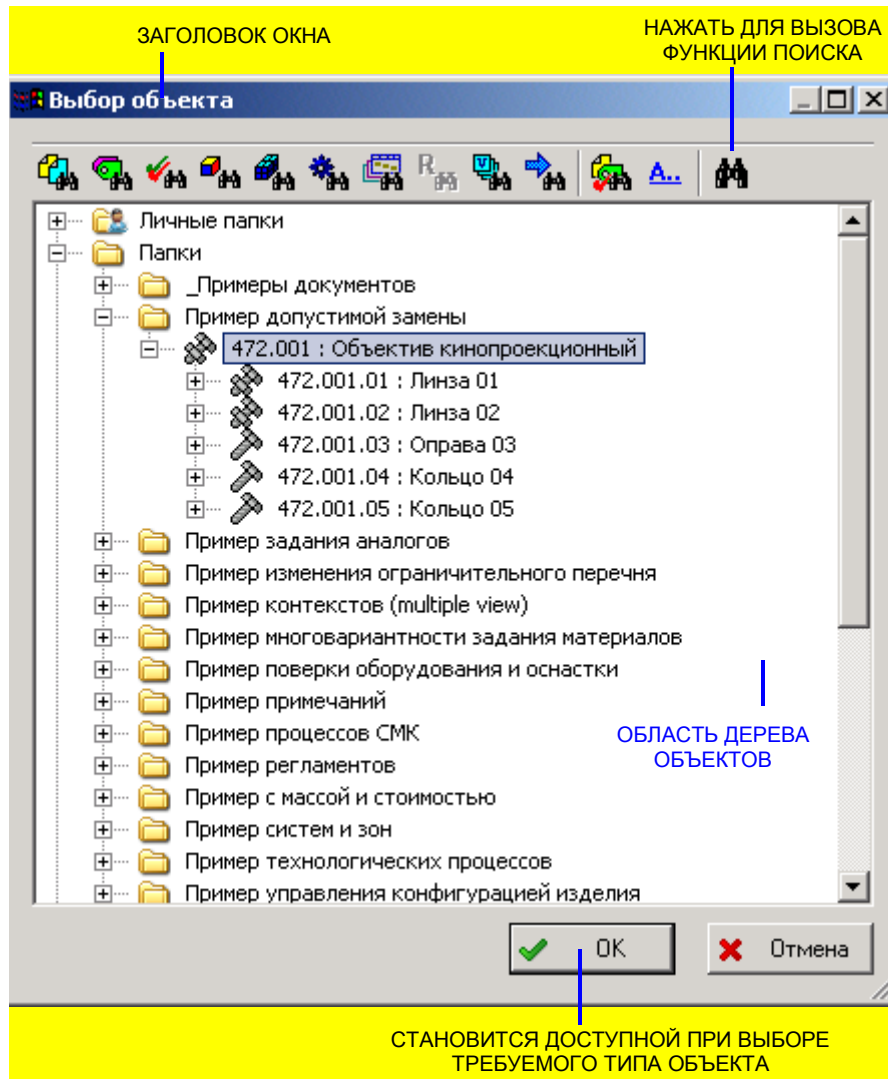 ЗАГОЛОВОК ОКНА
НАЖАТЬ ДЛЯ ВЫЗОВА
ФУНКЦИИ ПОИСКА
Выбор объекта
R
V
A...
Личные папки
Папки
_Примеры документов
Пример допустимой замены
472.001 : Объектив кинопроекционный
472.001.01 : Линза 01
472.001.02 : Линза 02
472.001.03 : Оправа 03
472.001.04 : Кольцо 04
472.001.05 : Кольцо 05
Пример задания аналогов
Пример изменения ограничительного перечня
Пример контекстов (multiple view)
Пример многовариантности задания материалов
Пример поверки оборудования и оснастки
Пример примечаний
Пример процессов СМК
Пример регламентов
Пример с массой и стоимостью
Пример систем и зон
Пример технологических процессов
Пример управления конфигурацией изделия
ОБЛАСТЬ ДЕРЕВА
ОБЪЕКТОВ
OK
Отмена
СТАНОВИТСЯ ДОСТУПНОЙ ПРИ ВЫБОРЕ
ТРЕБУЕМОГО ТИПА ОБЪЕКТА